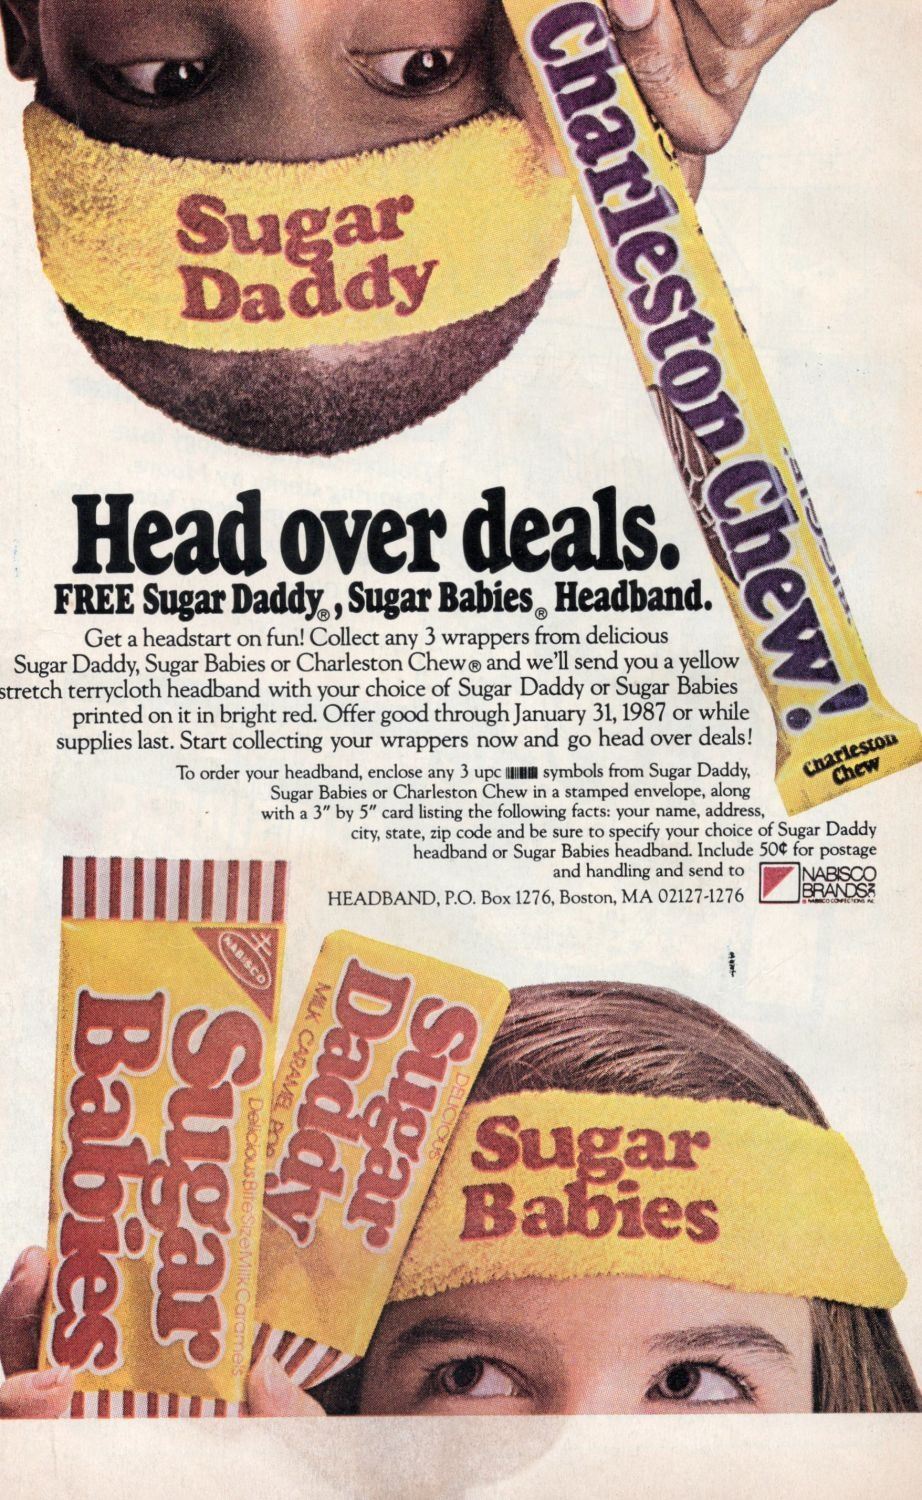 Sugar
Daddy
Charleston Chew!
Charleston
Chew
Head over deals.
FREE Sugar Daddy®, Sugar Babies® Headband.
Get a headstart on fun! Collect any 3 wrappers from delicious
Sugar Daddy, Sugar Babies or Charleston Chew® and we'll send you a yellow
stretch terrycloth headband with your choice of Sugar Daddy or Sugar Babies
printed on it in bright red. Offer good through January 31, 1987 or while
supplies last. Start collecting your wrappers now and go head over deals!
To order your headband, enclose any 3 upc symbols from Sugar Daddy,
Sugar Babies or Charleston Chew in a stamped envelope, along
with a 3" by 5" card listing the following facts: your name, address,
city, state, zip code and be sure to specify your choice of Sugar Daddy
headband or Sugar Babies headband. Include 50¢ for postage
and handling and send to
HEADBAND, P.O. Box 1276, Boston, MA 02127-1276
NABISCO
BRANDS INC
NABISCO CONFECTIONS INC
NABISCO
Sugar
Babies
Delicious Bite Size Milk Caramels
DELICIOUS
Sugar
Daddy
MILK CARAMEL POP
Sugar
Babies